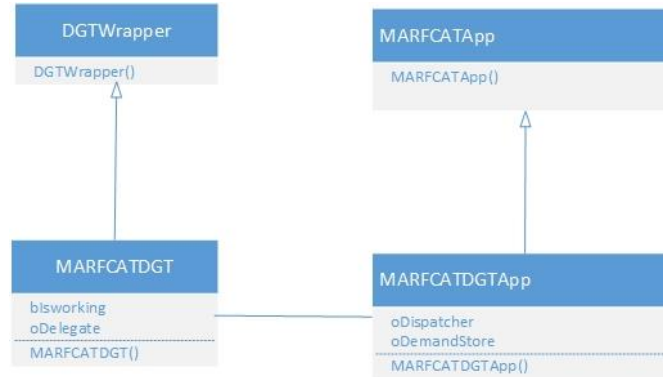 DGTWrapper
DGTWrapper()
MARFCATApp
MARFCATApp()
MARFCATDGT
bIsworking
oDelegate
MARFCATDGT()
MARFCATDGTApp
oDispatcher
oDemandStore
MARFCATDGTApp()